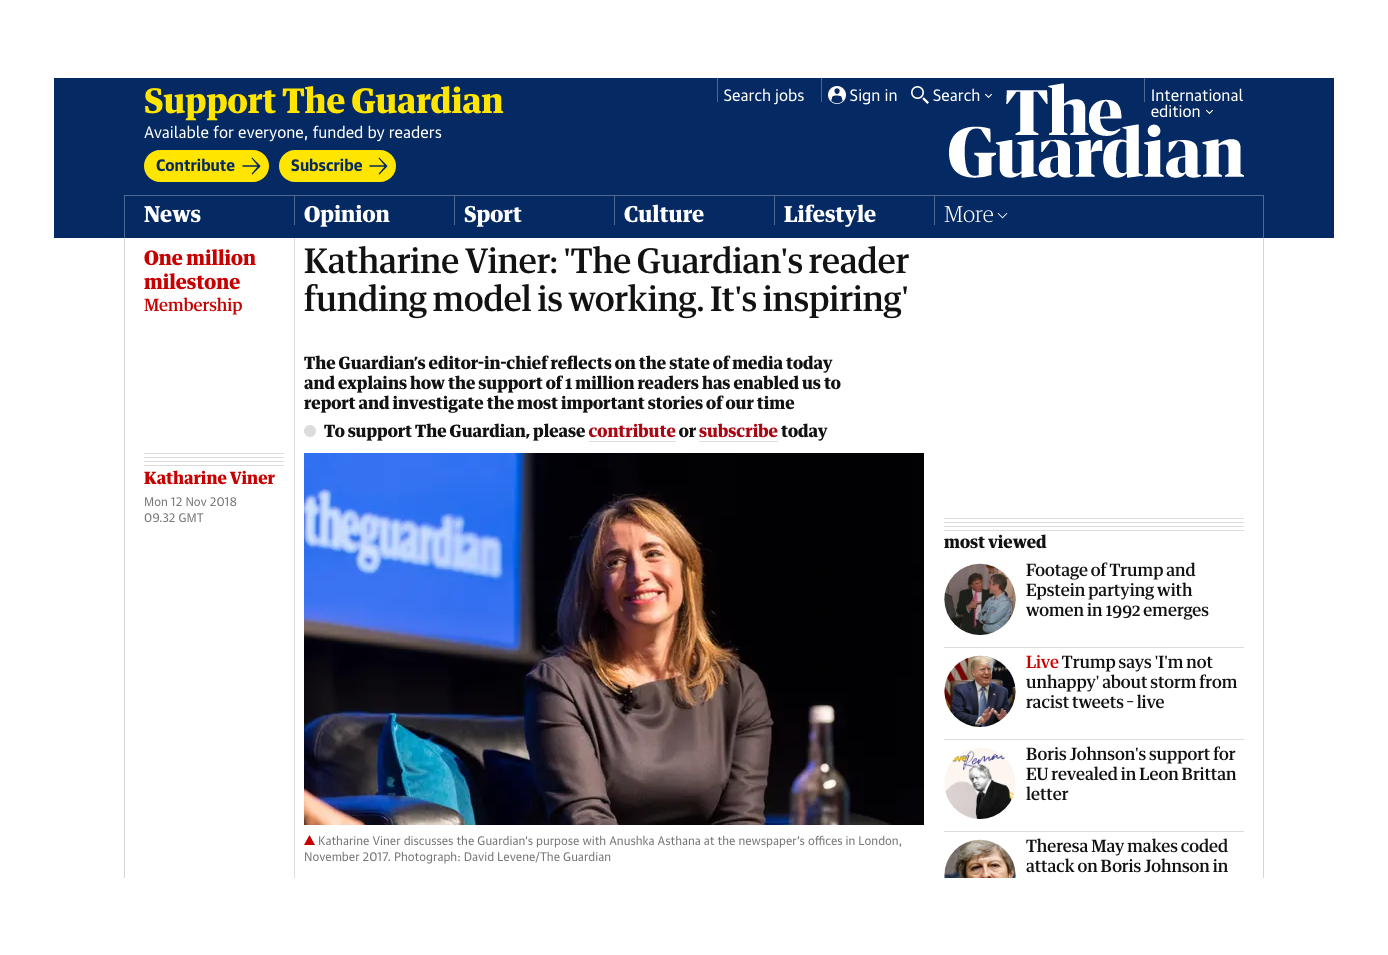 Support The Guardian
Available for everyone, funded by readers
Contribute
Subscribe
Search jobs
Sign in
Search
International
edition
The
Guardian
News
Opinion
Sport
Culture
Lifestyle
More
One million
milestone
Membership
Katharine Viner: 'The Guardian's reader
funding model is working. It's inspiring'
The Guardian’s editor-in-chief reflects on the state of media today
and explains how the support of 1 million readers has enabled us to
report and investigate the most important stories of our time
To support The Guardian, please contribute or subscribe today
Katharine Viner
Mon 12 Nov 2018
09.32 GMT
theguardian
Katharine Viner discusses the Guardian’s purpose with Anushka Asthana at the newspaper’s offices in London,
November 2017. Photograph: David Levene/The Guardian
most viewed
Footage of Trump and
Epstein partying with
women in 1992 emerges
Live Trump says 'I'm not
unhappy' about storm from
racist tweets – live
Boris Johnson's support for
EU revealed in Leon Brittan
letter
Theresa May makes coded
attack on Boris Johnson in